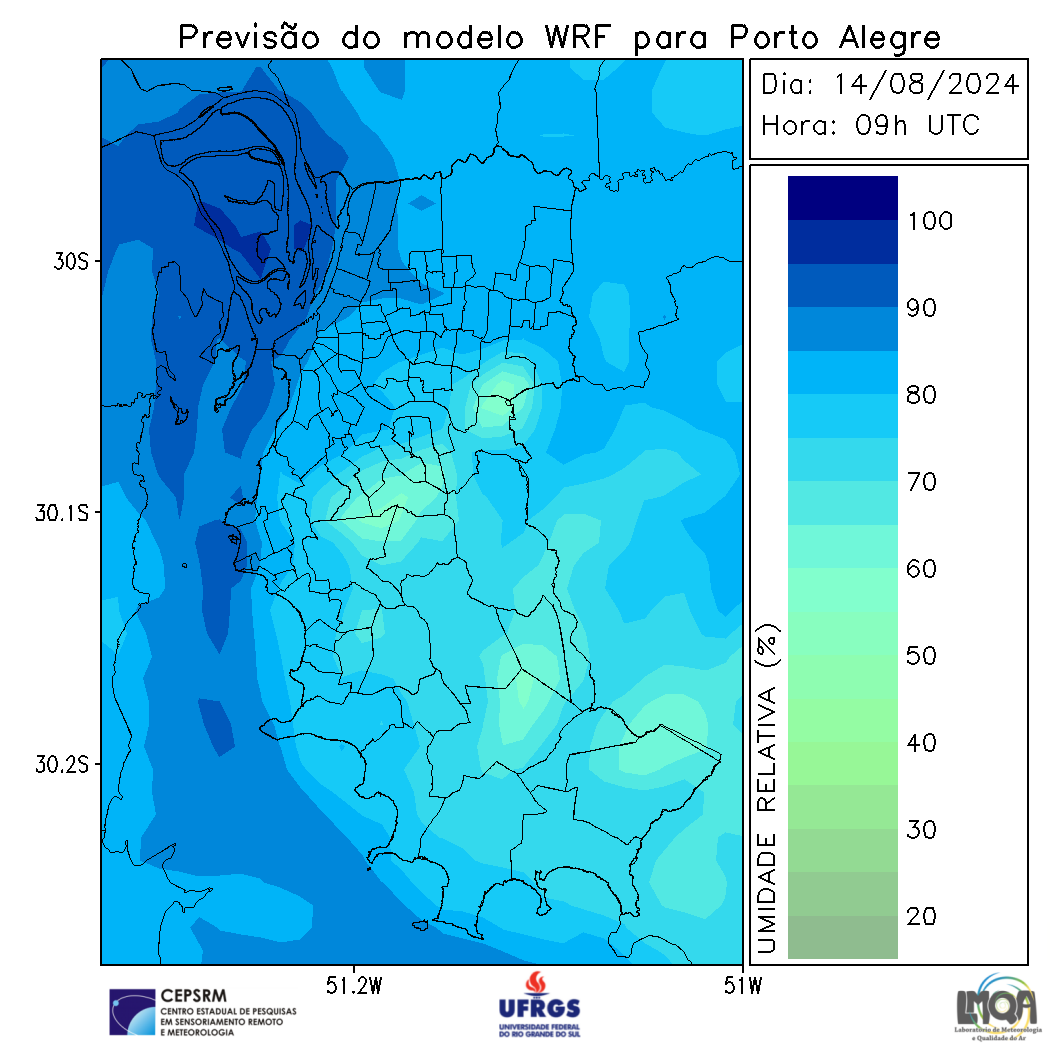 Previsão do modelo WRF para Porto Alegre
Dia: 14/08/2024
Hora: 09h UTC
100
90
80
70
60
50
40
30
20
UMIDADE RELATIVA (%)
30S
30.1S
30.2S
51.2W
51W
CEPSRM
CENTRO ESTADUAL DE PESQUISAS
EM SENSORIAMENTO REMOTO
E METEOROLOGIA
UFRGS
UNIVERSIDADE FEDERAL
DO RIO GRANDE DO SUL
LMQA
Laboratório de Meteorologia
e Qualidade do Ar